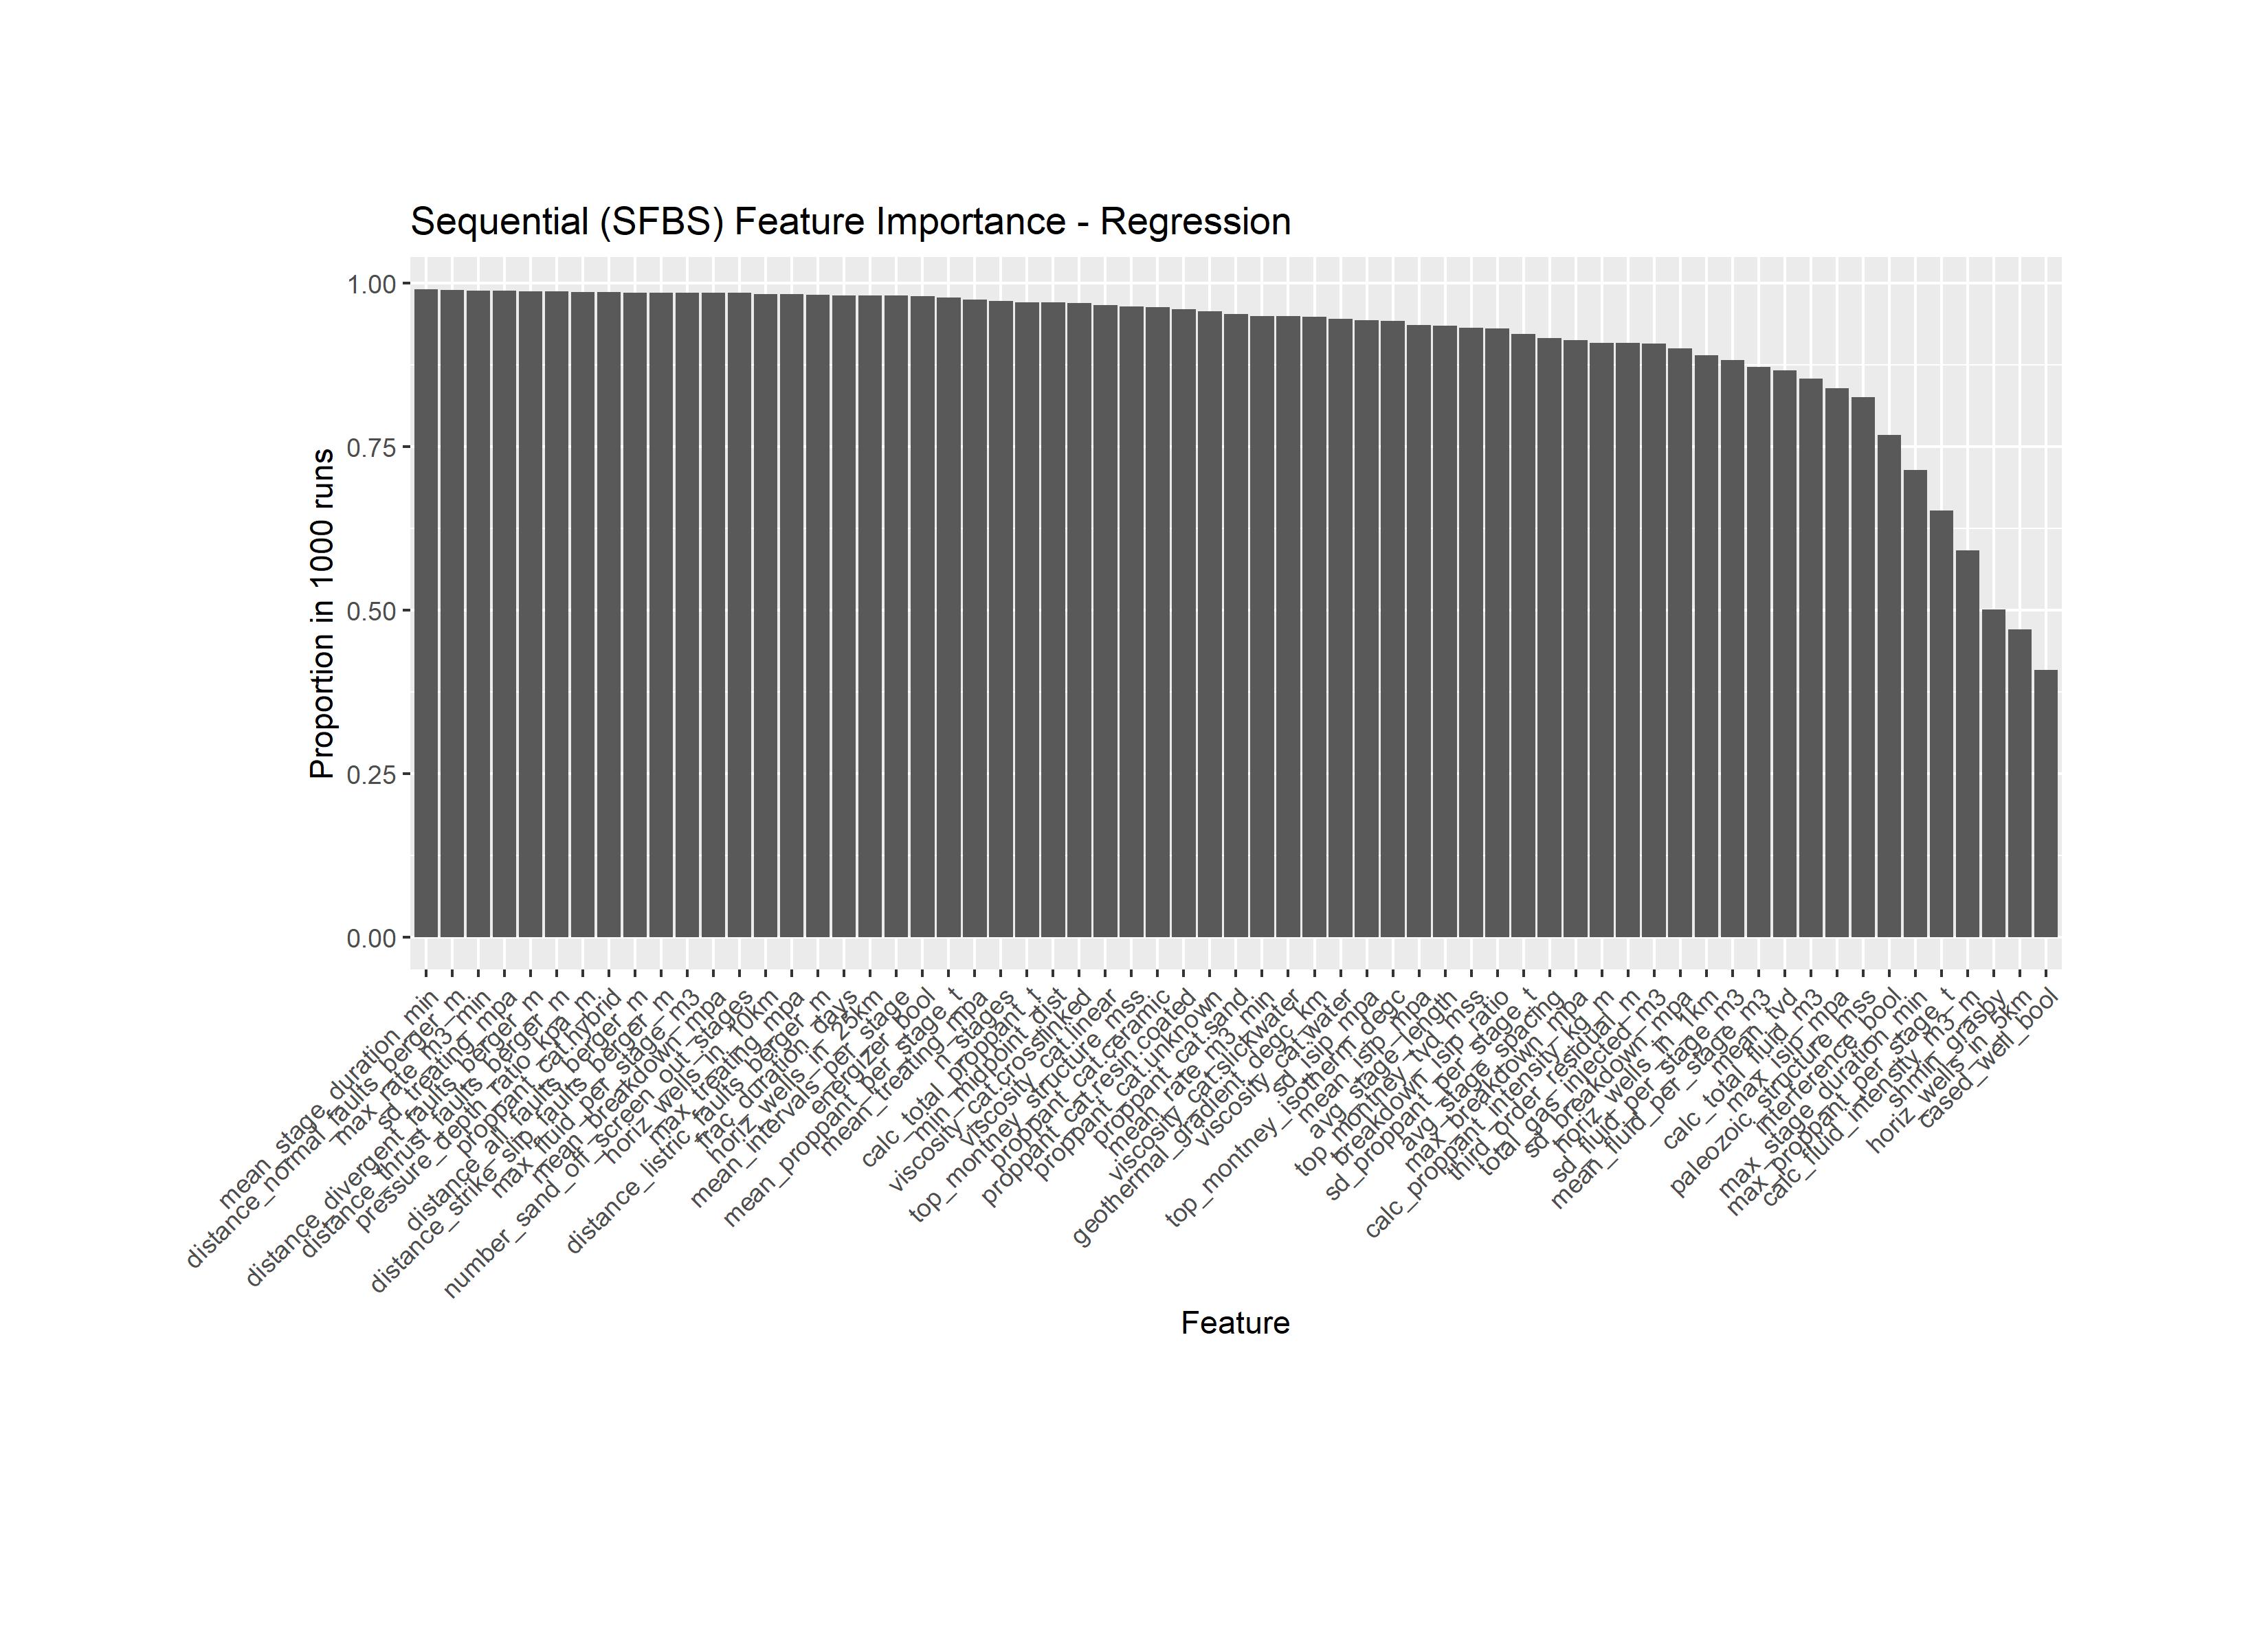 Sequential (SFBS) Feature Importance - Regression
Proportion in 1000 runs
1.00
0.75
0.50
0.25
0.00
mean_stage_duration_min
distance_normal_faults_berger_m
max_rate_m3_min
sd_treating_mpa
distance_divergent_faults_berger_m
distance_thrust_faults_berger_m
pressure_depth_ratio_kpa_m
proppant_cat.hybrid
distance_all_faults_berger_m
distance_strike_slip_faults_berger_m
max_fluid_per_stage_m3
mean_breakdown_mpa
number_sand_off_screen_out_stages
horiz_wells_in_10km
max_treating_mpa
distance_listric_faults_berger_m
frac_duration_days
horiz_wells_in_25km
mean_intervals_per_stage
energizer_bool
mean_proppant_per_stage_t
mean_treating_mpa
n_stages
calc_total_proppant_t
min_midpoint_dist
viscosity_cat.crosslinked
viscosity_cat.linear
top_montney_structure_mss
proppant_cat.ceramic
proppant_cat.resin.coated
proppant_cat.unknown
proppant_cat.sand
mean_rate_m3_min
viscosity_cat.slickwater
geothermal_gradient_degc_km
viscosity_cat.water
sd_isip_mpa
top_montney_isotherm_degc
mean_isip_mpa
avg_stage_length
top_montney_tvd_mss
breakdown_isip_ratio
sd_proppant_per_stage_t
avg_stage_spacing
max_breakdown_mpa
calc_proppant_intensity_kg_m
third_order_residual_m
total_gas_injected_m3
sd_breakdown_mpa
horiz_wells_in_1km
sd_fluid_per_stage_m3
mean_fluid_per_stage_m3
mean_tvd
calc_total_fluid_m3
max_isip_mpa
paleozoic_structure_mss
interference_bool
max_stage_duration_min
max_proppant_per_stage_t
calc_fluid_intensity_m3_m
shmin_grasby
horiz_wells_in_5km
cased_well_bool
Feature